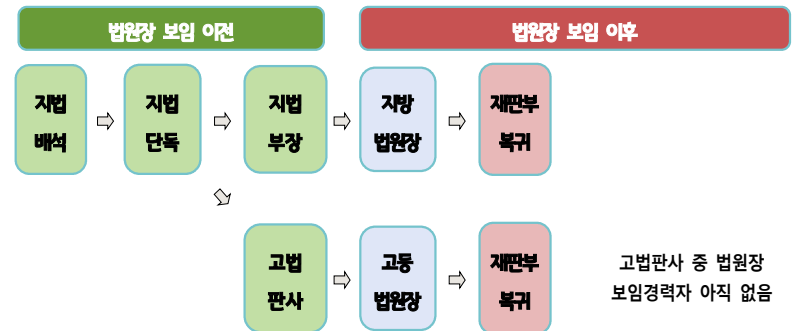 법원장 보임 이전
법원장 보임 이후
지법
배석
지법
단독
지법
부장
지방
법원장
재판부
복귀
고법
판사
고등
법원장
재판부
복귀
고법판사 중 법원장
보임경력자 아직 없음